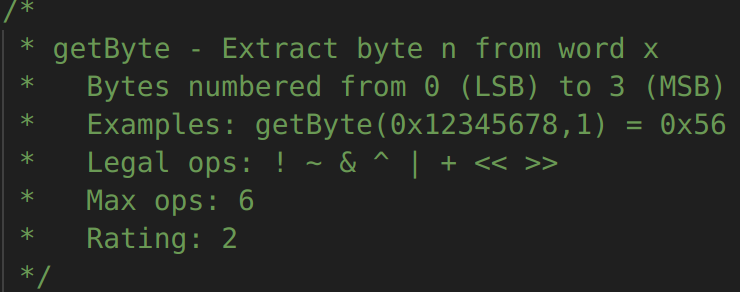 /*
 * getByte - Extract byte n from word x
 *   Bytes numbered from 0 (LSB) to 3 (MSB)
 *   Examples: getByte(0x12345678,1) = 0x56
 *   Legal ops: ! ~ & ^ | + << >>
 *   Max ops: 6
 *   Rating: 2
 */